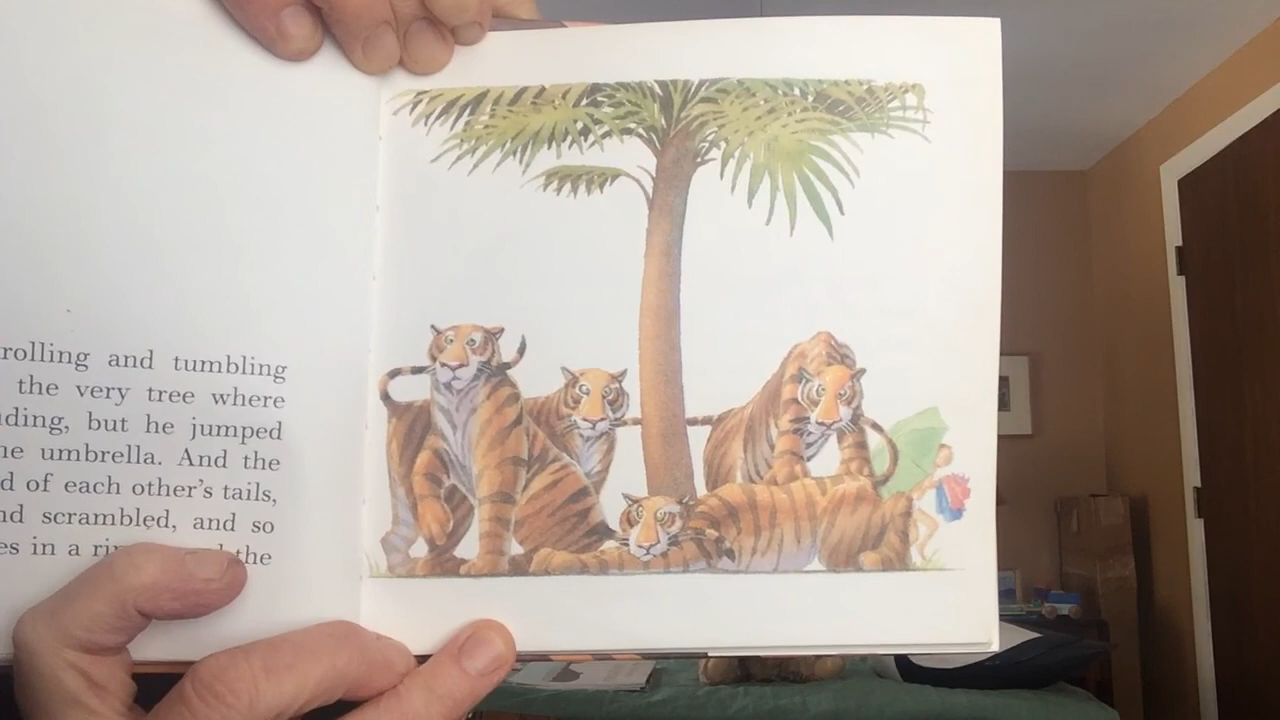 rolling and tumbling
the very tree where
ding, but he jumped
he umbrella. And the
d of each other's tails,
nd scrambled, and so
es in a the